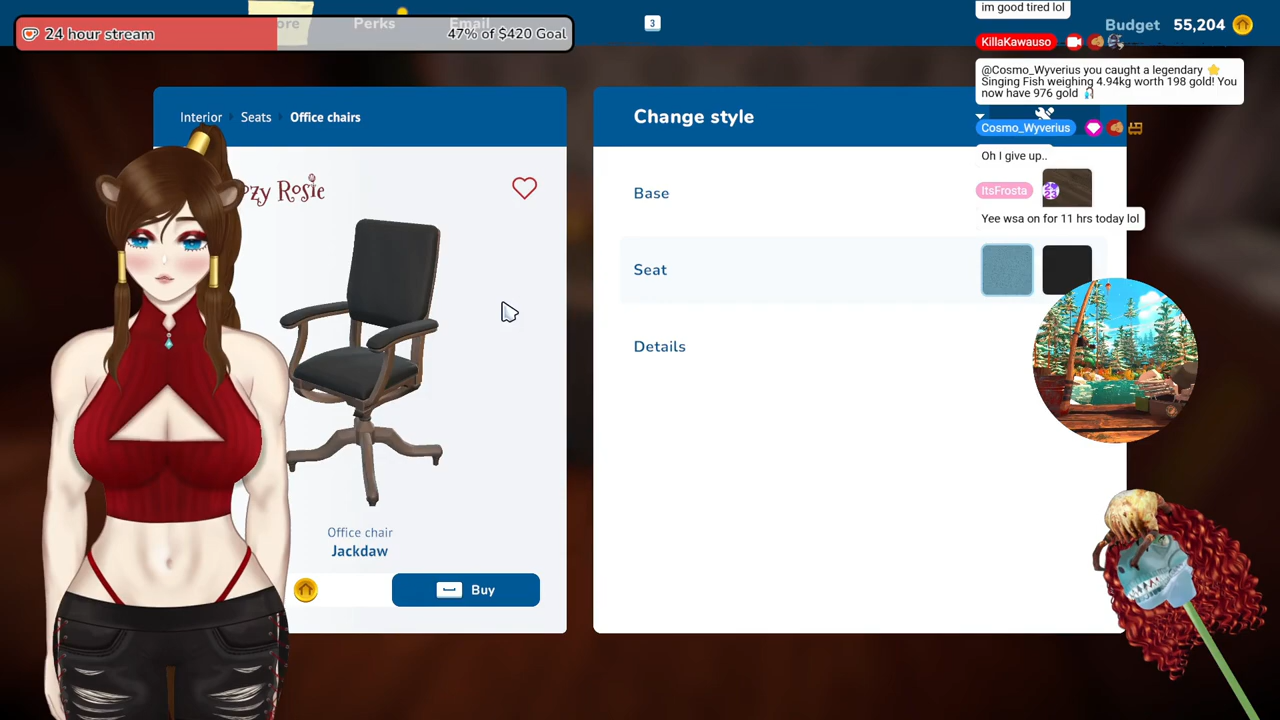 24 hour stream
47% of $420 Goal
Perks
Email
3
Budget
55,204
im good tired lol
KillaKawauso
@Cosmo_Wyverius you caught a legendary
Singing Fish weighing 4.94kg worth 198 gold! You
now have 976 gold
Cosmo_Wyverius
Oh I give up..
ItsFrosta
Yee wsa on for 11 hrs today lol
Interior
Seats
Office chairs
Rosie
Office chair
Jackdaw
Buy
Change style
Base
Seat
Details